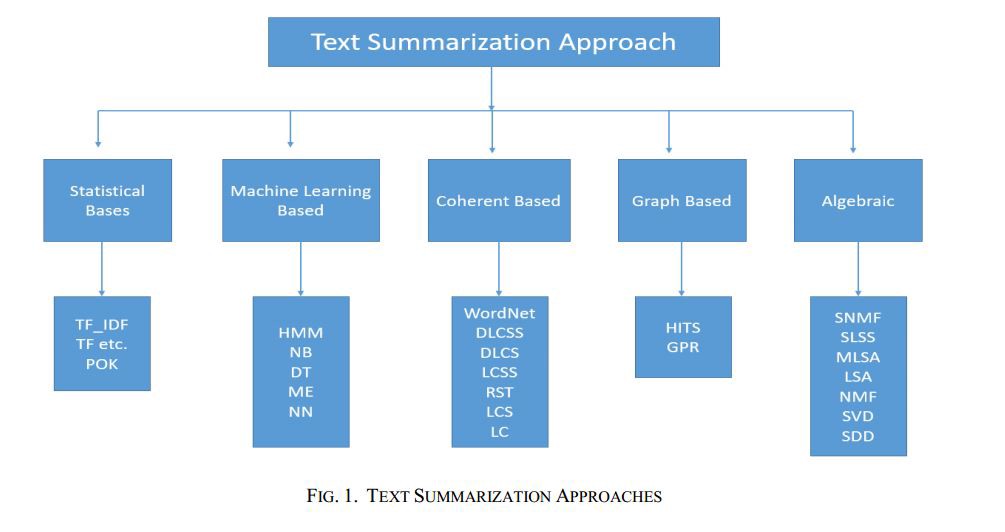 Text Summarization Approach
Statistical
Bases
Machine Learning
Based
Coherent Based
Graph Based
Algebraic
TF_IDF
TF etc.
POK
HMM
NB
DT
ME
NN
WordNet
DLCSS
DLCS
LCSS
RST
LCS
LC
HITS
GPR
SNMF
SLSS
MLSA
LSA
NMF
SVD
SDD
FIG. 1. TEXT SUMMARIZATION APPROACHES